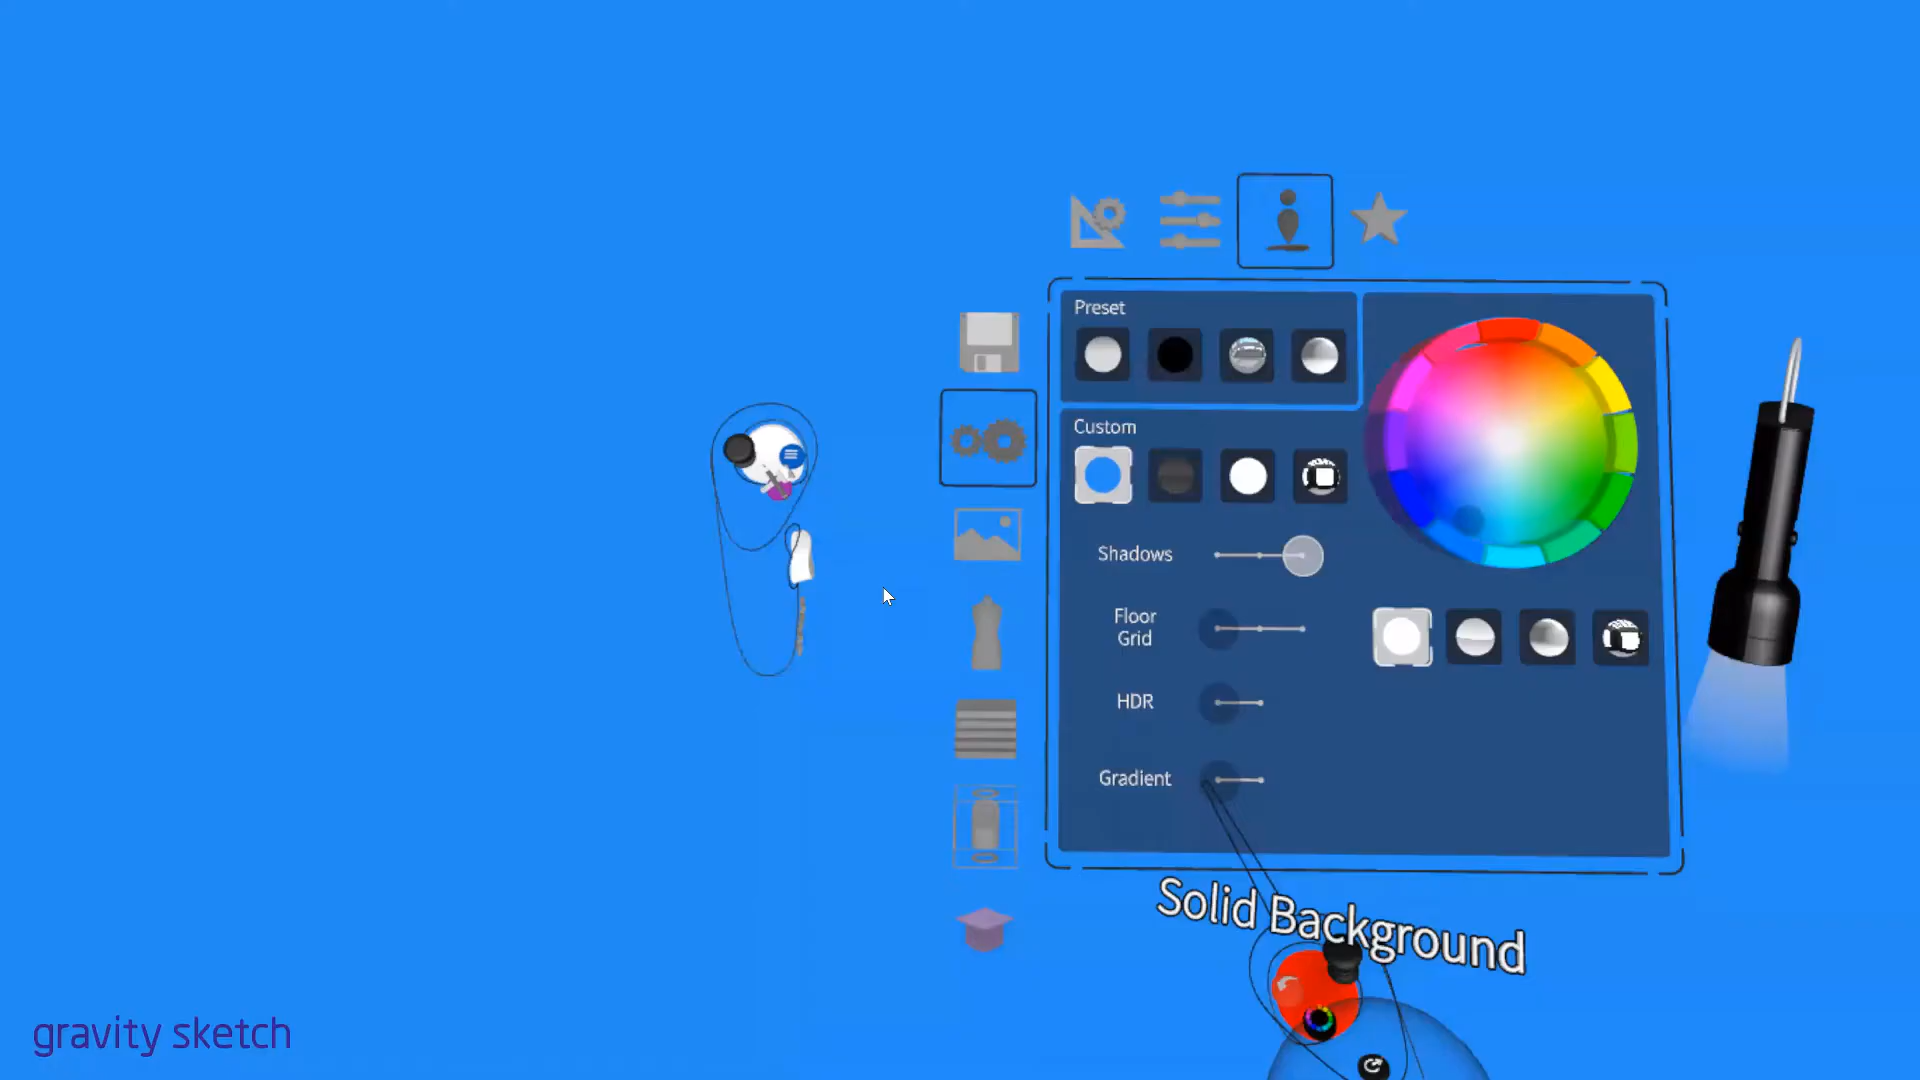 Preset
Custom
Shadows
Floor
Grid
HDR
Gradient
Solid Background
gravity sketch